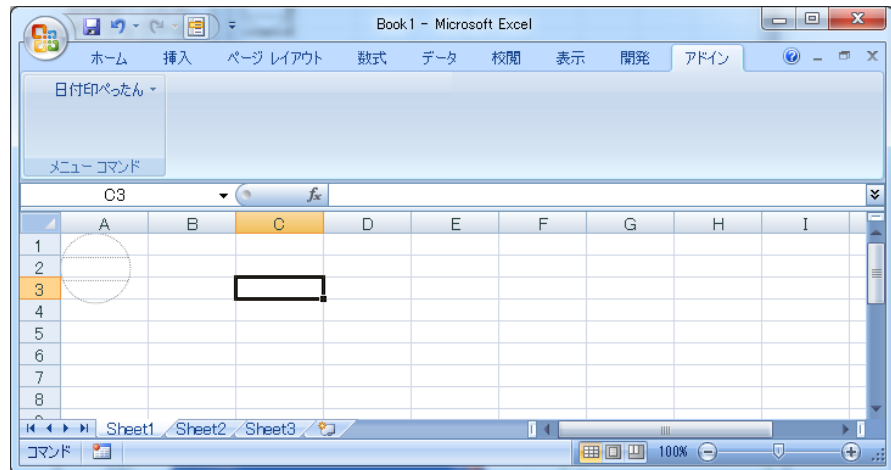 Book1 - Microsoft Excel
ホーム 挿入 ページ レイアウト 数式 データ 校閲 表示 開発 アドイン
日付印ぺったん
メニュー コマンド
C3 fx
A B C D E F G H I
1
2
3
4
5
6
7
8
Sheet1 Sheet2 Sheet3
コマンド 100%